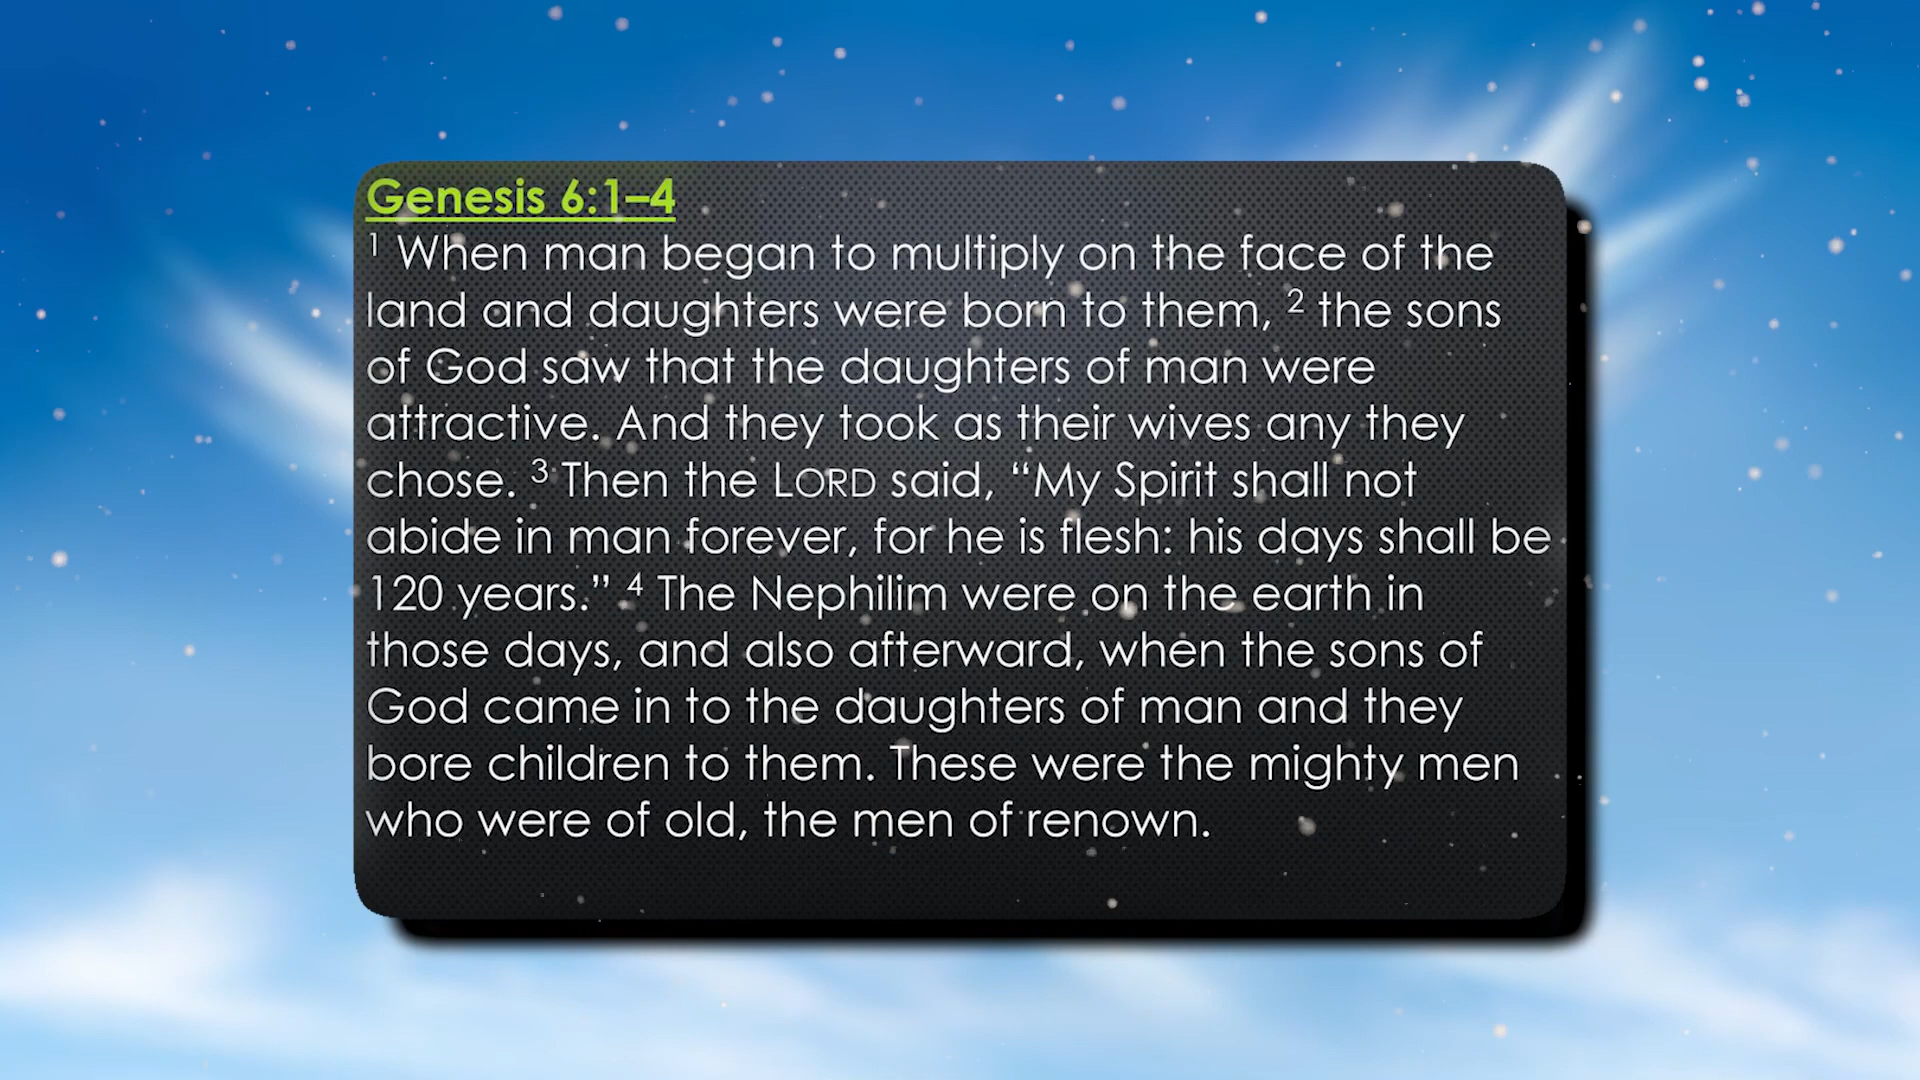 Genesis 6:1–4
1 When man began to multiply on the face of the
land and daughters were born to them, 2 the sons
of God saw that the daughters of man were
attractive. And they took as their wives any they
chose. 3 Then the LORD said, “My Spirit shall not
abide in man forever, for he is flesh: his days shall be
120 years.” 4 The Nephilim were on the earth in
those days, and also afterward, when the sons of
God came in to the daughters of man and they
bore children to them. These were the mighty men
who were of old, the men of renown.